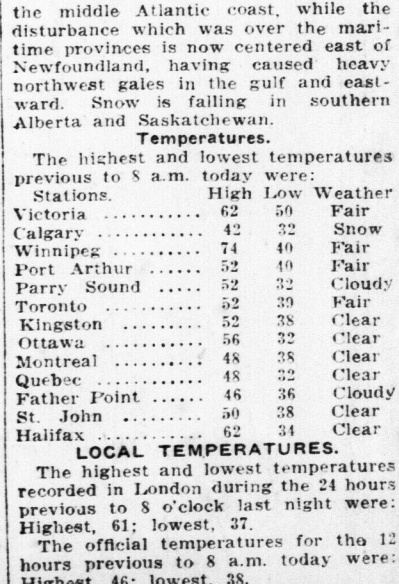 the middle Atlantic coast, while the
disturbance which was over the mari-
time provinces is now centered east of
Newfoundland, having caused heavy
northwest gales in the gulf and east-
ward. Snow is falling in southern
Alberta and Saskatchewan.
Temperatures.
The highest and lowest temperatures
previous to 8 a.m. today were:
Stations. High Low Weather
Victoria ........... 62 50 Fair
Calgary ........... 42 32 Snow
Winnipeg .......... 74 40 Fair
Port Arthur ....... 52 40 Fair
Parry Sound ..... 52 32 Cloudy
Toronto ........... 52 39 Fair
Kingston ......... 52 38 Clear
Ottawa ........... 56 32 Clear
Montreal ......... 48 38 Clear
Quebec ........... 48 32 Clear
Father Point ...... 46 36 Cloudy
St. John .......... 50 38 Clear
Halifax ........... 62 34 Clear
LOCAL TEMPERATURES.
The highest and lowest temperatures
recorded in London during the 24 hours
previous to 8 o'clock last night were:
Highest, 61; lowest, 37.
The official temperatures for the 12
hours previous to 8 a.m. today were:
Highest, 46; lowest, 38.